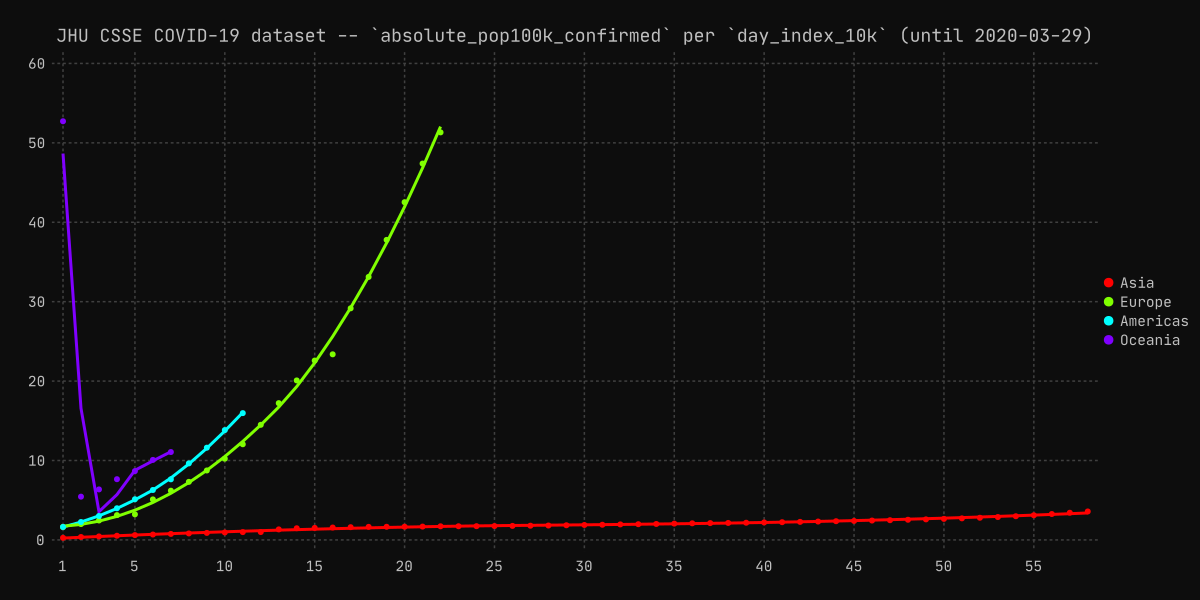 JHU CSSE COVID-19 dataset -- `absolute_pop100k_confirmed` per `day_index_10k` (until 2020-03-29)
60
50
40
30
20
10
0
1 5 10 15 20 25 30 35 40 45 50 55
Asia
Europe
Americas
Oceania